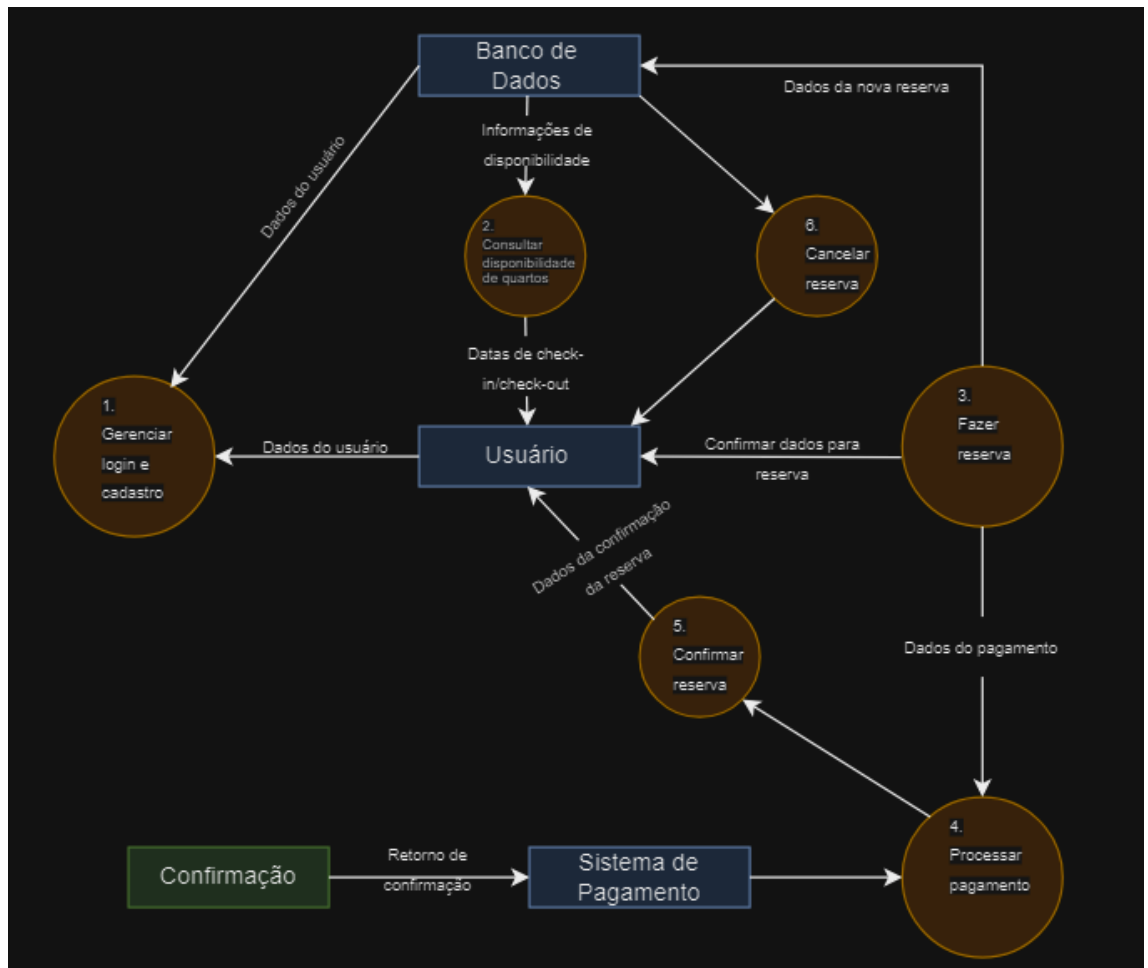 Banco de
Dados
Dados da nova reserva
Informações de
disponibilidade
Dados do usuário
2.
Consultar
disponibilidade
de quartos
6.
Cancelar
reserva
Datas de check-
in/check-out
1.
Gerenciar
login e
cadastro
Dados do usuário
Usuário
Confirmar dados para
reserva
3.
Fazer
reserva
Dados da confirmação
da reserva
5.
Confirmar
reserva
Dados do pagamento
4.
Processar
pagamento
Confirmação
Retorno de
confirmação
Sistema de
Pagamento